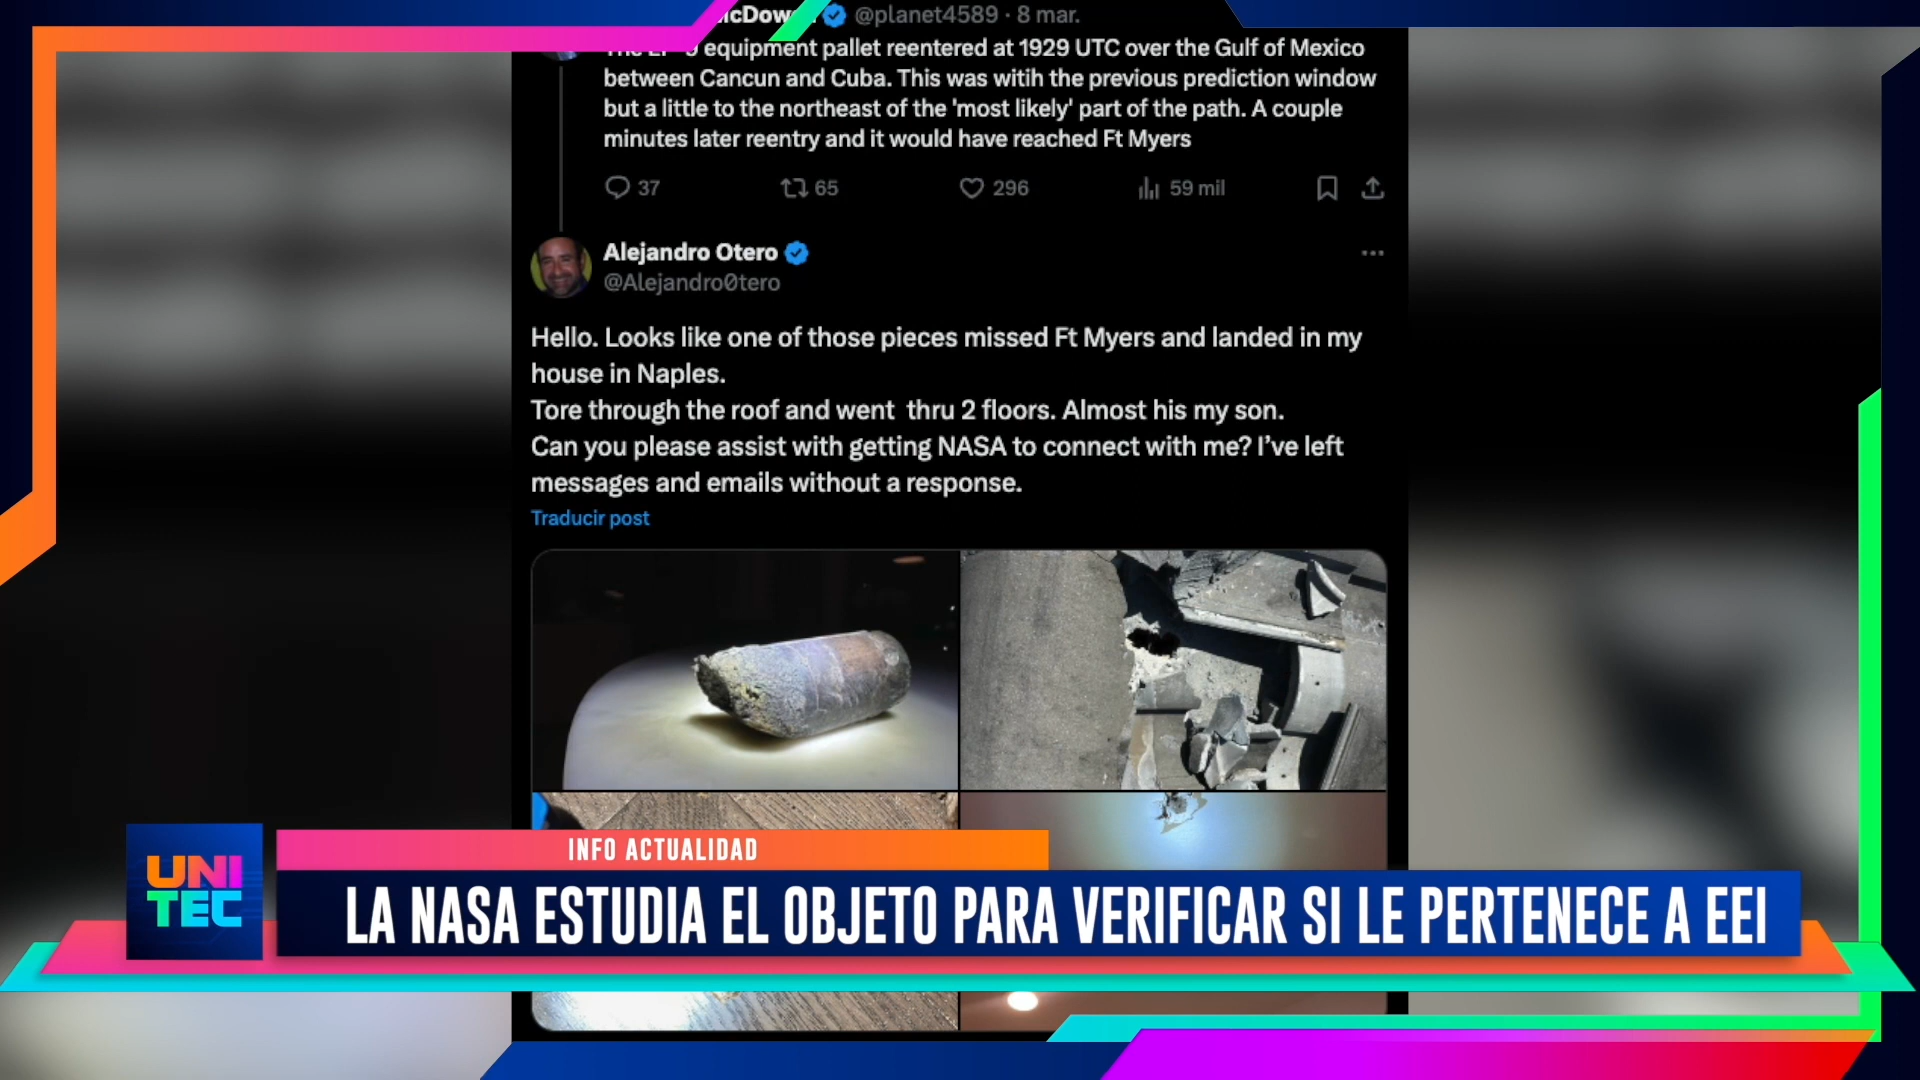 @planet4589 · 8 mar.
equipment pallet reentered at 1929 UTC over the Gulf of Mexico
between Cancun and Cuba. This was witih the previous prediction window
but a little to the northeast of the 'most likely' part of the path. A couple
minutes later reentry and it would have reached Ft Myers
37 65 296 59 mil
Alejandro Otero
@Alejandro0tero
Hello. Looks like one of those pieces missed Ft Myers and landed in my
house in Naples.
Tore through the roof and went thru 2 floors. Almost his my son.
Can you please assist with getting NASA to connect with me? I've left
messages and emails without a response.
Traducir post
INFO ACTUALIDAD
UNI
TEC
LA NASA ESTUDIA EL OBJETO PARA VERIFICAR SI LE PERTENECE A EEI